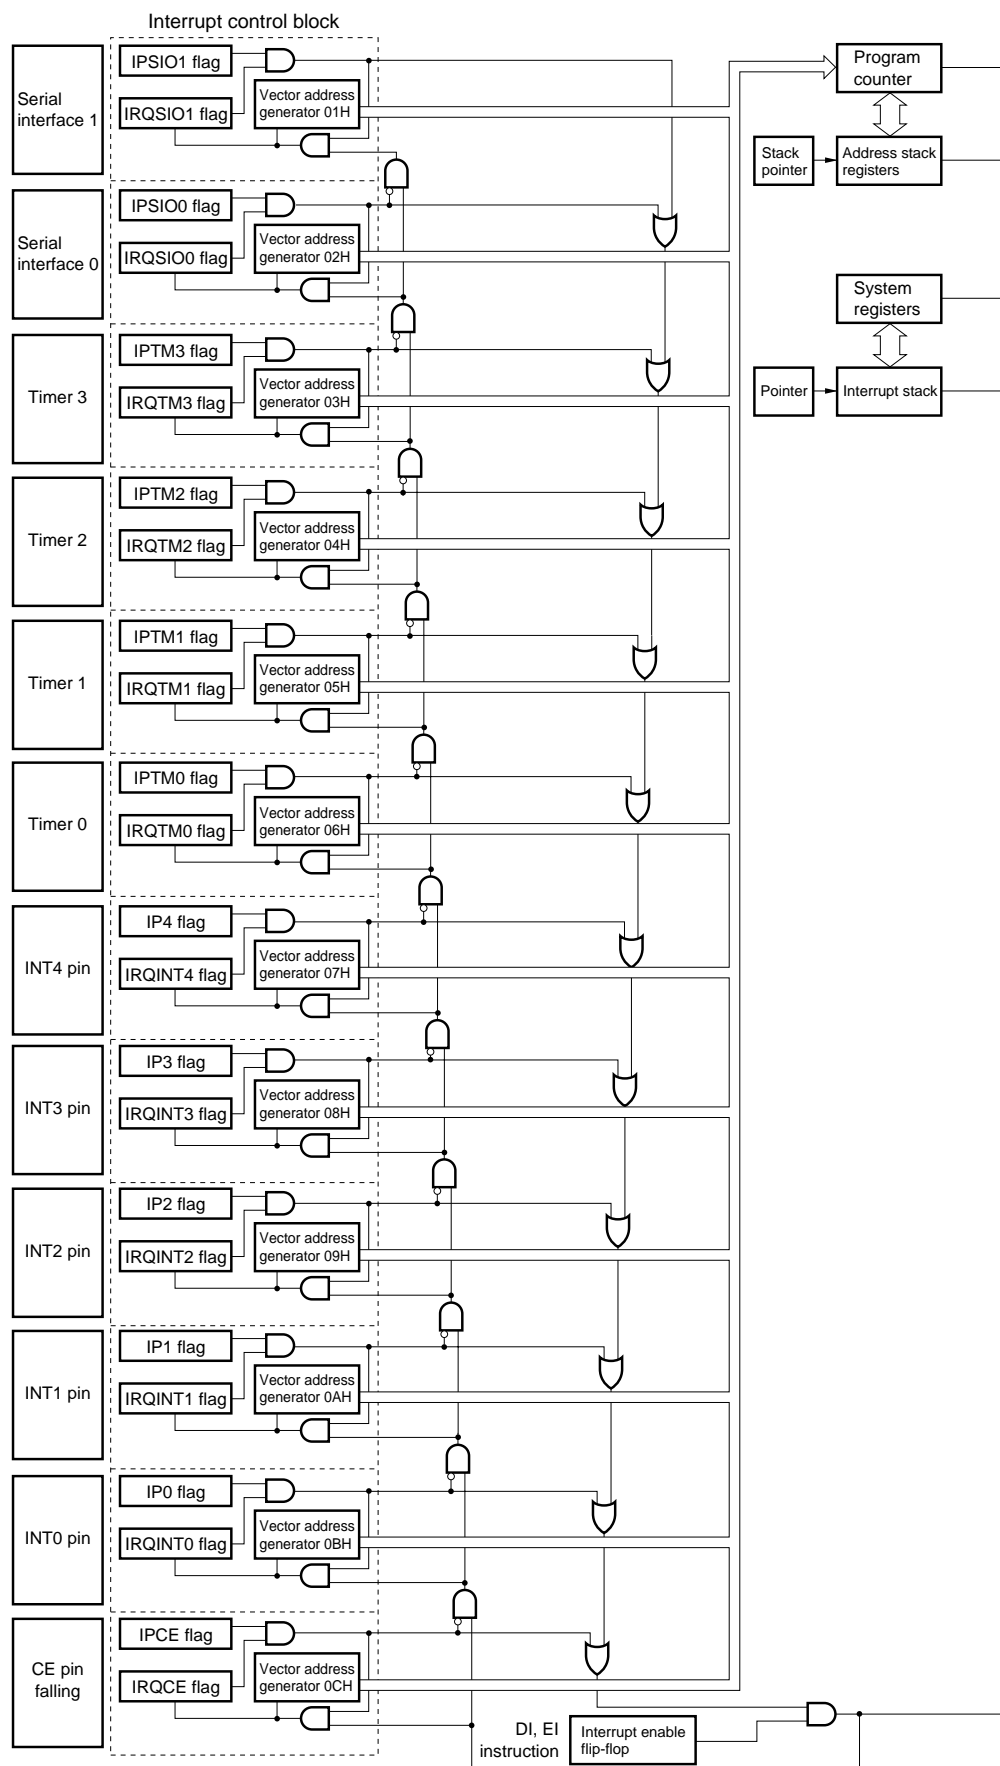 Interrupt control block
Serial
interface 1
IPSIO1 flag
IRQSIO1 flag
Vector address
generator 01H
Program
counter
Stack
pointer
Address stack
registers
Serial
interface 0
IPSIO0 flag
IRQSIO0 flag
Vector address
generator 02H
System
registers
Pointer
Interrupt stack
Timer 3
IPTM3 flag
IRQTM3 flag
Vector address
generator 03H
Timer 2
IPTM2 flag
IRQTM2 flag
Vector address
generator 04H
Timer 1
IPTM1 flag
IRQTM1 flag
Vector address
generator 05H
Timer 0
IPTM0 flag
IRQTM0 flag
Vector address
generator 06H
INT4 pin
IP4 flag
IRQINT4 flag
Vector address
generator 07H
INT3 pin
IP3 flag
IRQINT3 flag
Vector address
generator 08H
INT2 pin
IP2 flag
IRQINT2 flag
Vector address
generator 09H
INT1 pin
IP1 flag
IRQINT1 flag
Vector address
generator 0AH
INT0 pin
IP0 flag
IRQINT0 flag
Vector address
generator 0BH
CE pin
falling
IPCE flag
IRQCE flag
Vector address
generator 0CH
DI, EI
instruction
Interrupt enable
flip-flop